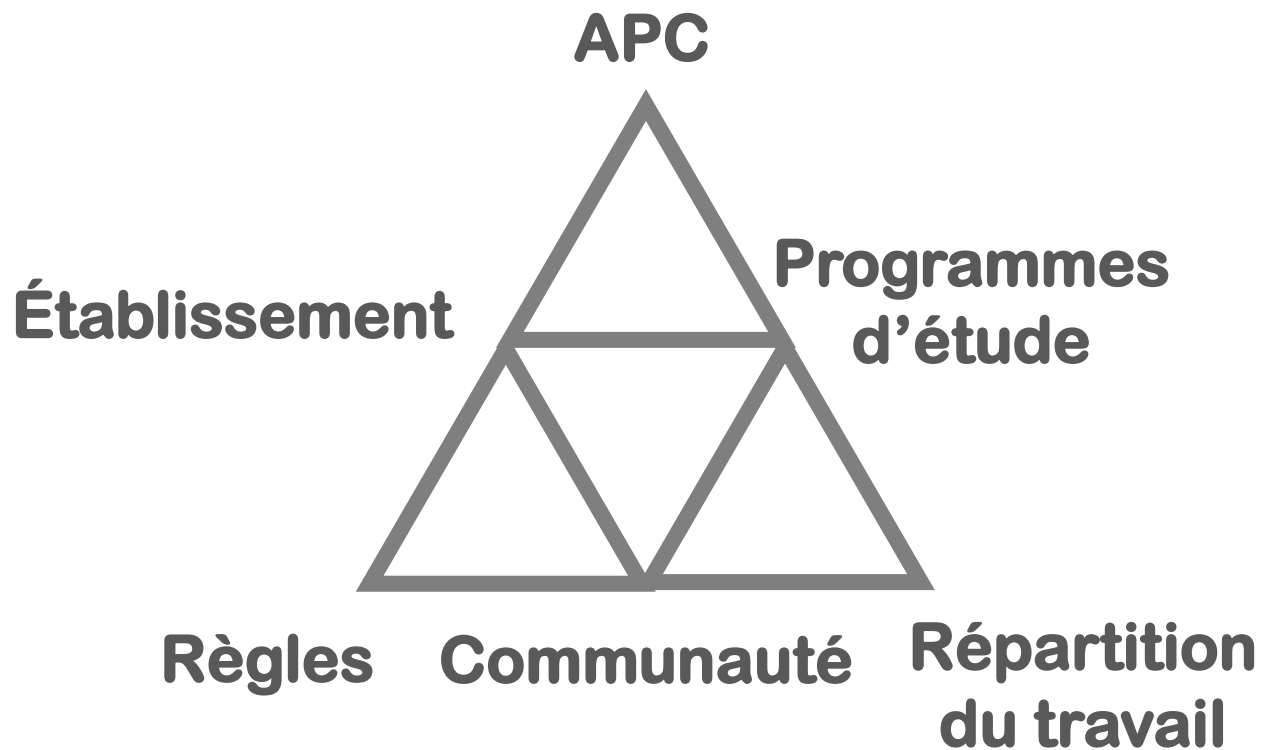 APC
Établissement
Programmes
d’étude
Règles
Communauté
Répartition
du travail